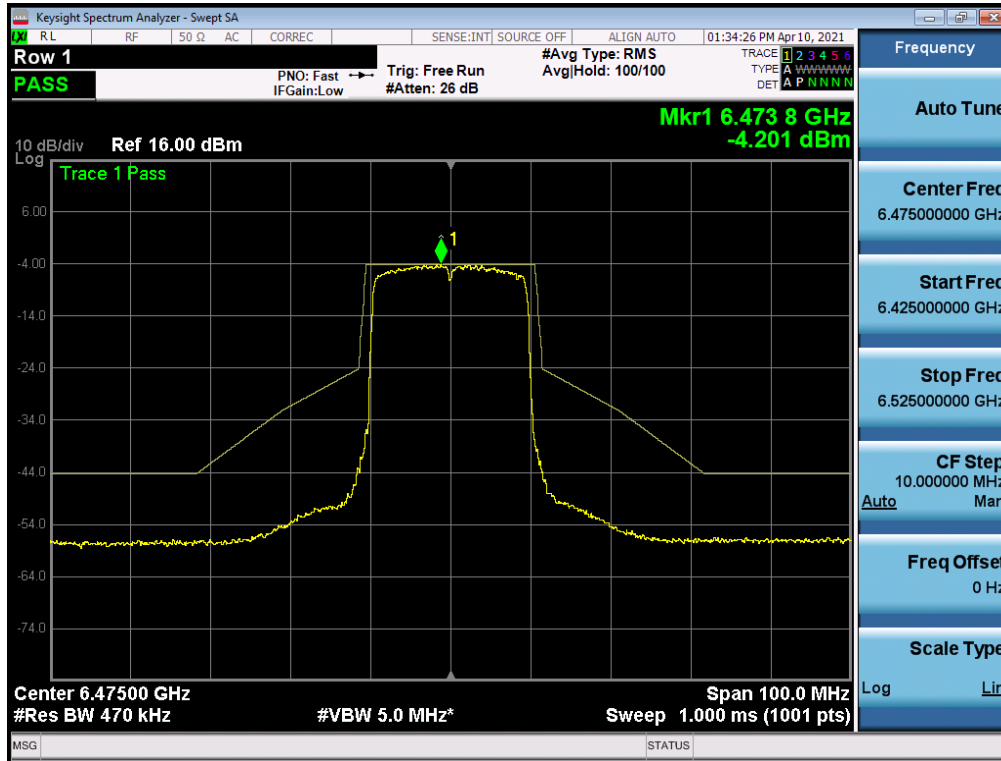 Keysight Spectrum Analyzer - Swept SA
LXI RL RF 50 Ω AC CORREC SENSE:INT SOURCE OFF ALIGN AUTO 01:34:26 PM Apr 10, 2021
Row 1
PASS
PNO: Fast
IFGain:Low
Trig: Free Run
#Atten: 26 dB
#Avg Type: RMS
Avg|Hold: 100/100
TRACE 1 2 3 4 5 6
TYPE A WWWWW
DET A P N N N N
Mkr1 6.473 8 GHz
-4.201 dBm
10 dB/div Ref 16.00 dBm
Log
Trace 1 Pass
1
6.00
-4.00
-14.0
-24.0
-34.0
-44.0
-54.0
-64.0
-74.0
Center 6.47500 GHz Span 100.0 MHz
#Res BW 470 kHz #VBW 5.0 MHz* Sweep 1.000 ms (1001 pts)
MSG STATUS
Frequency
Auto Tune
Center Freq
6.475000000 GHz
Start Freq
6.425000000 GHz
Stop Freq
6.525000000 GHz
CF Step
10.000000 MHz
Auto Man
Freq Offset
0 Hz
Scale Type
Log Lin